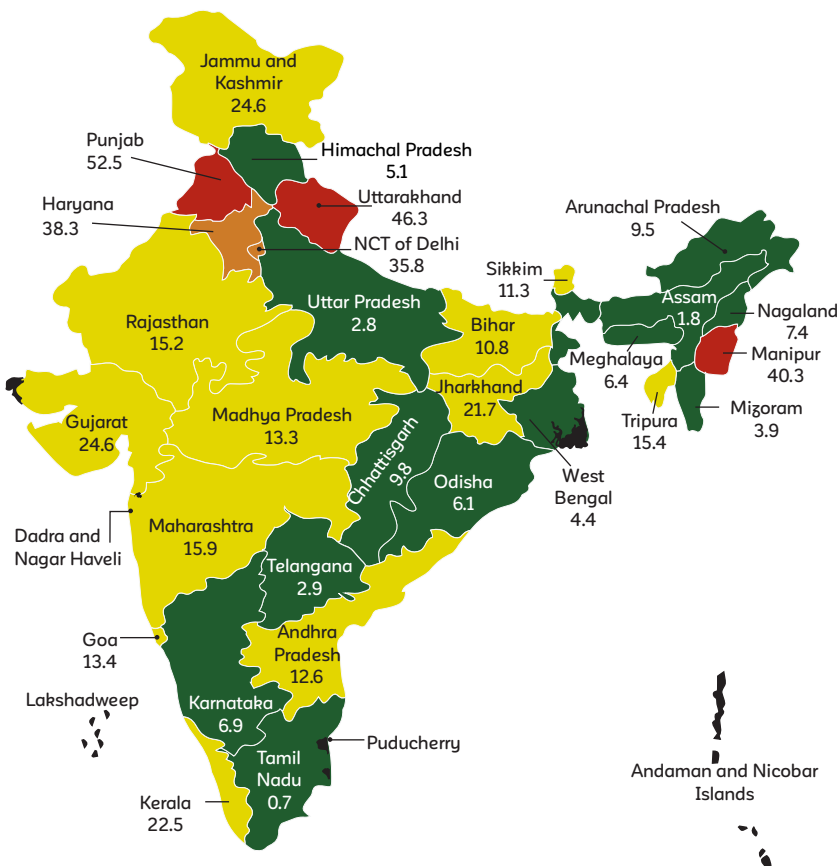 Jammu and
Kashmir
24.6
Punjab
52.5
Himachal Pradesh
5.1
Haryana
38.3
Uttarakhand
46.3
NCT of Delhi
35.8
Arunachal Pradesh
9.5
Sikkim
11.3
Assam
1.8
Nagaland
7.4
Uttar Pradesh
2.8
Rajasthan
15.2
Bihar
10.8
Meghalaya
6.4
Manipur
40.3
Jharkhand
21.7
Gujarat
24.6
Madhya Pradesh
13.3
Tripura
15.4
Mizoram
3.9
Chhattisgarh
9.8
West
Bengal
4.4
Odisha
6.1
Dadra and
Nagar Haveli
Maharashtra
15.9
Telangana
2.9
Goa
13.4
Andhra
Pradesh
12.6
Lakshadweep
Karnataka
6.9
Puducherry
Tamil
Nadu
0.7
Andaman and Nicobar
Islands
Kerala
22.5